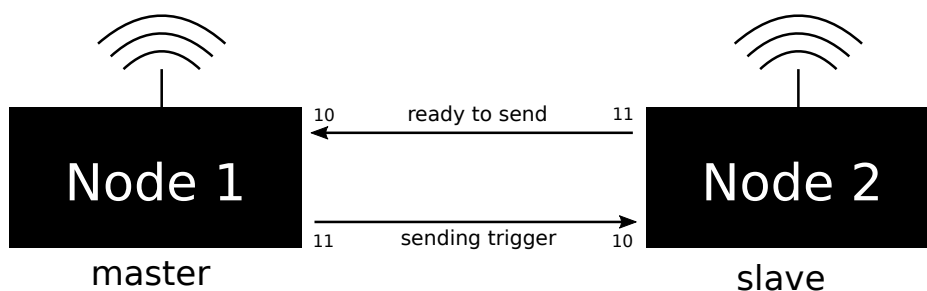 10 ready to send 11
Node 1 Node 2
11 sending trigger 10
master slave